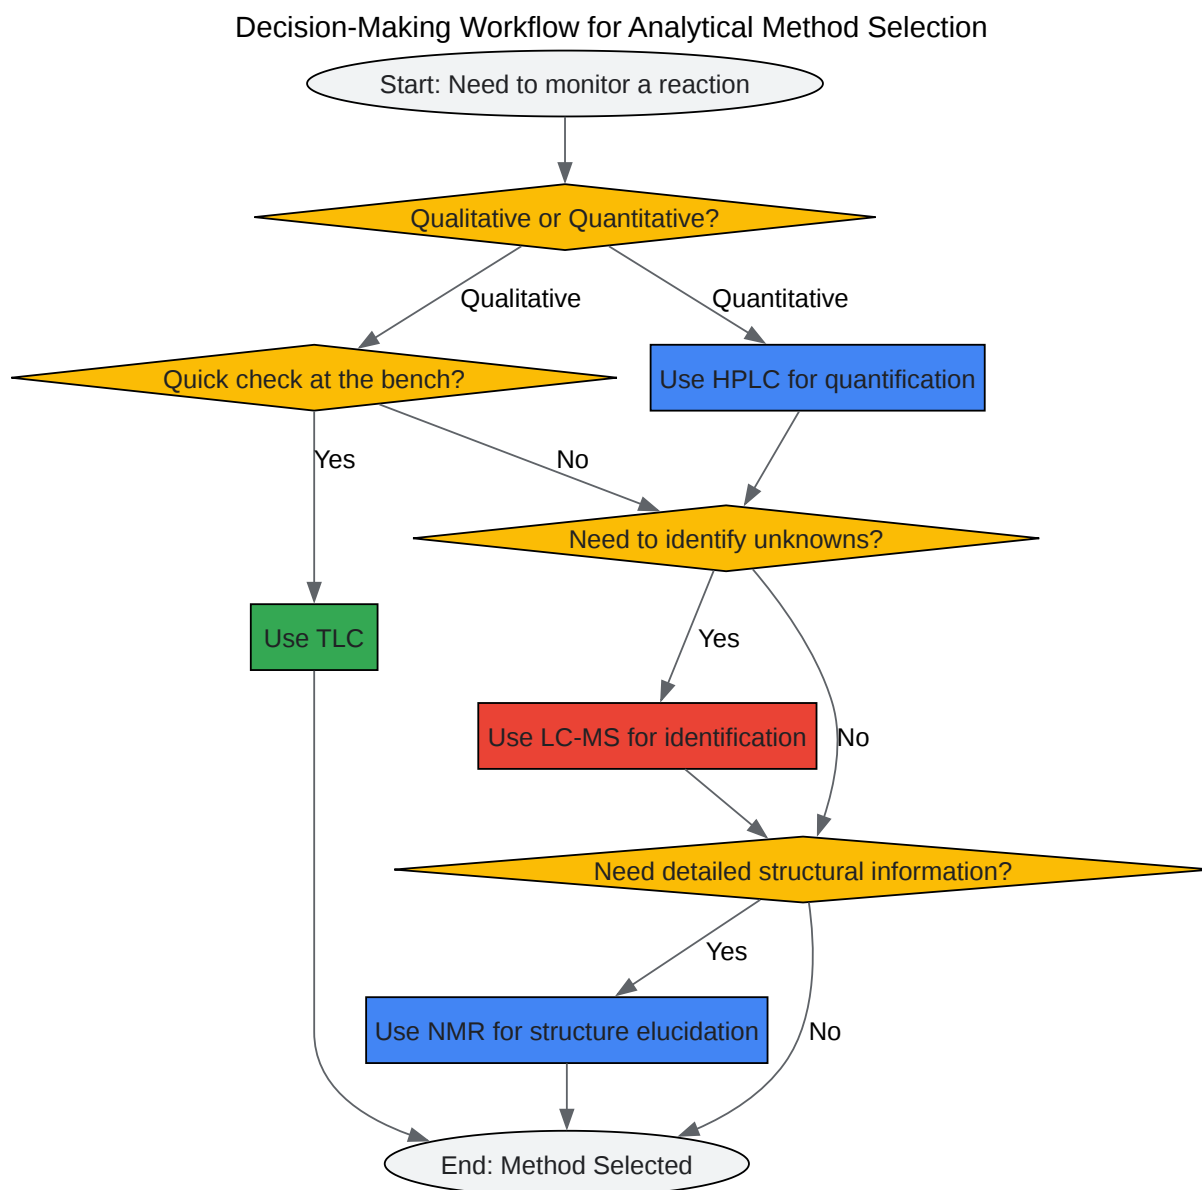 Decision-Making Workflow for Analytical Method Selection
Start: Need to monitor a reaction
Qualitative or Quantitative?
Qualitative
Quantitative
Quick check at the bench?
Use HPLC for quantification
Yes
No
Need to identify unknowns?
Use TLC
Yes
Use LC-MS for identification
No
Need detailed structural information?
Yes
Use NMR for structure elucidation
No
End: Method Selected